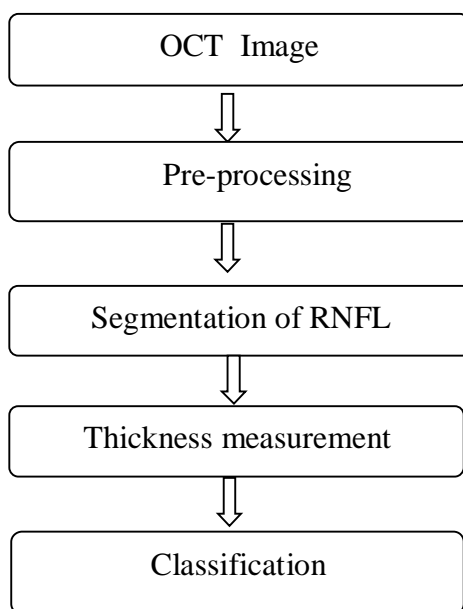 OCT Image
Pre-processing
Segmentation of RNFL
Thickness measurement
Classification